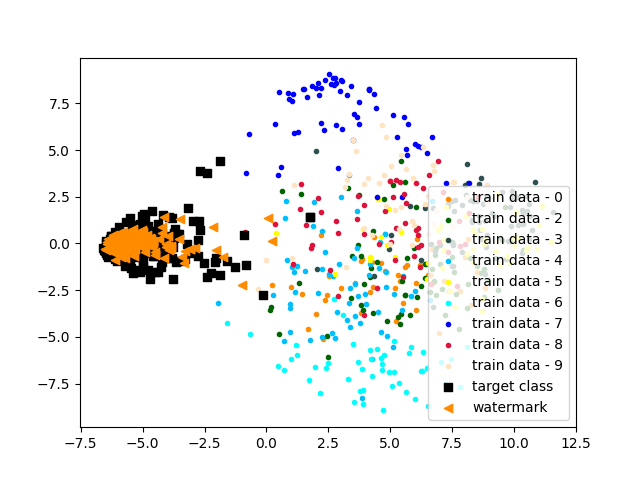 7.5
5.0
2.5
0.0
−2.5
−5.0
−7.5
−7.5
−5.0
−2.5
0.0
2.5
5.0
7.5
10.0
12.5
train data - 0
train data - 2
train data - 3
train data - 4
train data - 5
train data - 6
train data - 7
train data - 8
train data - 9
target class
watermark